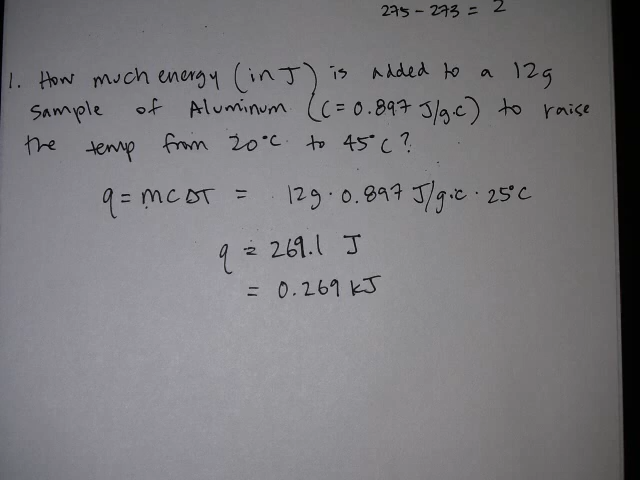 275 - 273 = 2
1. How much energy (in J) is added to a 12g
sample of Aluminum (C = 0.897 J/g.c) to raise
the temp from 20°C to 45°C?
q = mCΔT = 12g · 0.897 J/g·c · 25°C
q = 269.1 J
= 0.269 kJ